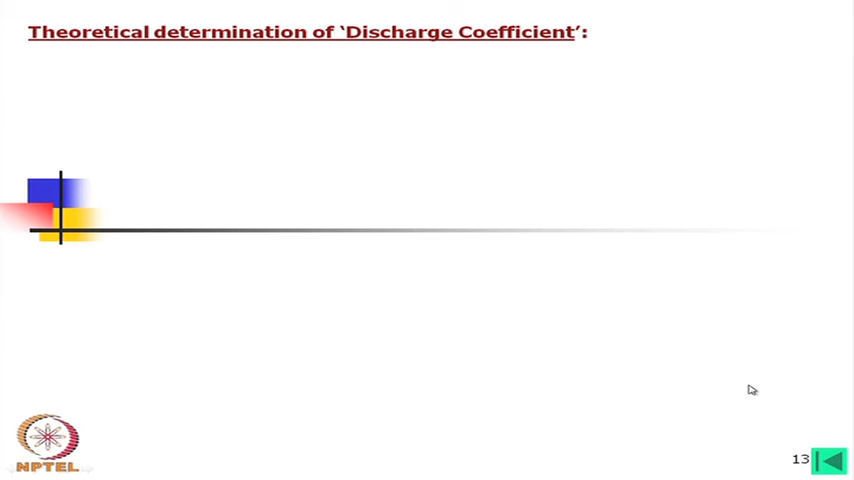 Theoretical determination of ‘Discharge Coefficient’:
NPTEL
13